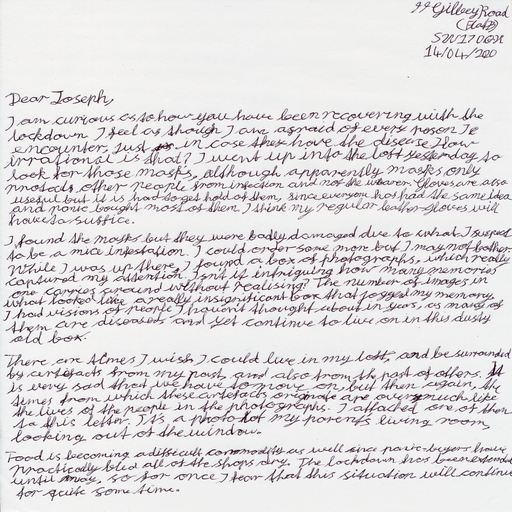 99 Gilbey Road
(Flat B)
SW17 0GH
14/04/200
Dear Joseph,
I am curious as to how you have been recovering with the
lockdown. I feel as though I am afraid of every person I e
encounter, just in case they have the disease. How
irrational is that? I went up into the loft yesterday to
look for those masks, although apparently masks only
protects other people from infection and not the wearer. Gloves are also
useful but it is hard to get hold of them, since everyone has had the same idea
and panic bought most of them. I think my regular leather gloves will
have to suffice.
I found the masks but they were badly damaged due to what I suspect
to be a mice infestation. I could order some more but I may not bother.
While I was up there, I found a box of photographs, which really
captured my attention. Isn't it intriguing how many memories
one carries around without realising? The number of images in
what looked like a really insignificant box that jogged my memory,
I had visions of people I haven't thought about in years, as many of
them are diseased and yet continue to live on in this dusty
old box.
There are times I wish I could live in my loft, and be surrounded
by artefacts from my past, and also from the past of others. It
is very sad that we have to move on, but then again, the
times from which these artefacts originate are over, much like
the lives of the people in the photographs. I attached one of them
to this letter. It's a photo of my parent's living room,
looking out of the window.
Food is becoming a difficult commodity as well since panic-buyers have
practically bled all of the shops dry. The lockdown has been extended
until May, so for once I fear that this situation will continue
for quite some time.